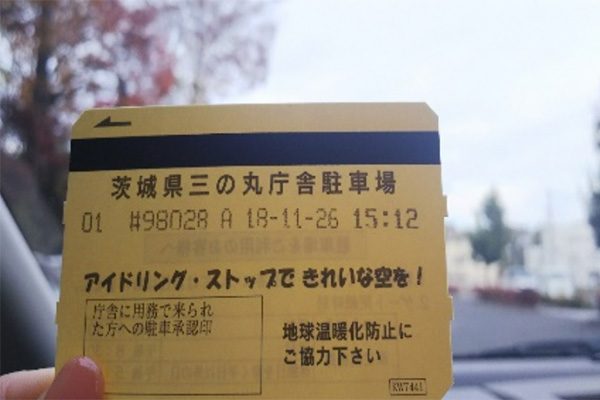 茨城県三の丸庁舎駐車場
01 #98028 A 18-11-26 15:12
アイドリング・ストップで きれいな空を!
庁舎に用務で来られ
た方への駐車承認印
地球温暖化防止に
ご協力下さい
KW7441